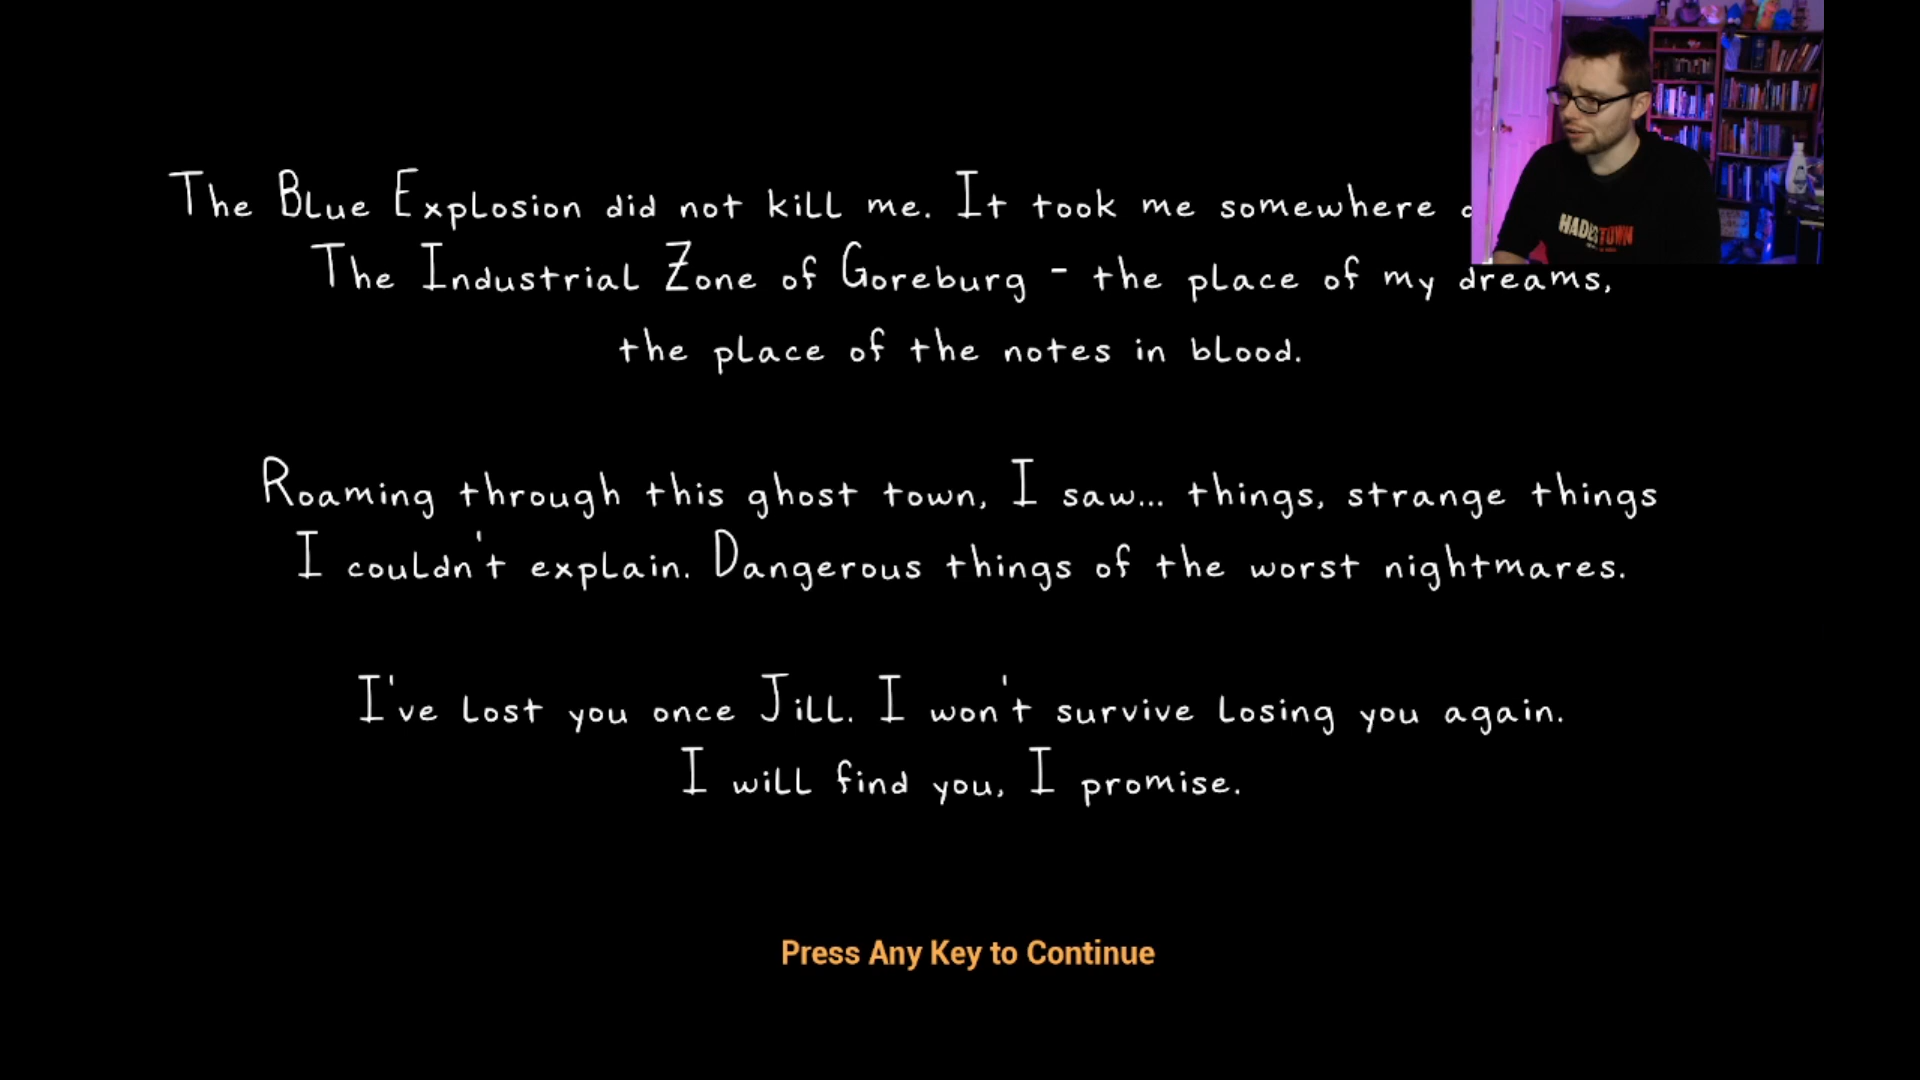 The Blue Explosion did not kill me. It took me somewhere
The Industrial Zone of Goreburg - the place of my dreams,
the place of the notes in blood.
Roaming through this ghost town, I saw... things, strange things
I couldn't explain. Dangerous things of the worst nightmares.
I've lost you once Jill. I won't survive losing you again.
I will find you, I promise.
Press Any Key to Continue
HADESTOWN